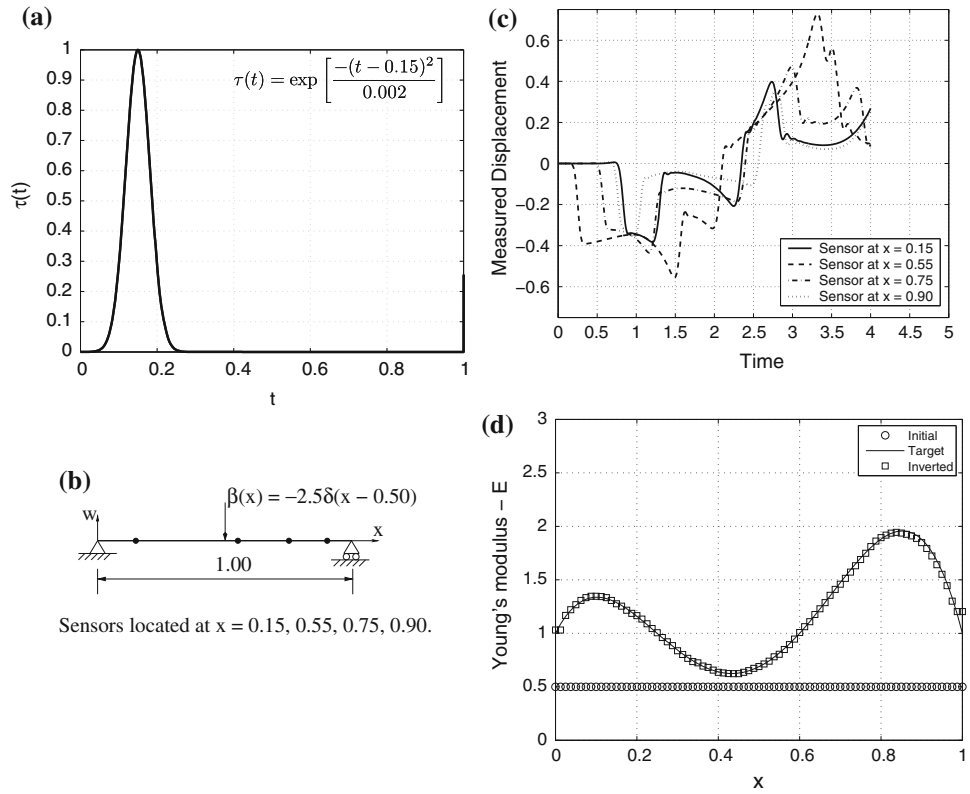 (a)
τ(t) = exp [ −(t − 0.15)² / 0.002 ]
1
0.9
0.8
0.7
0.6
0.5
0.4
0.3
0.2
0.1
0
τ(t)
0 0.2 0.4 0.6 0.8 1
t
(b)
β(x) = −2.5δ(x − 0.50)
w
x
1.00
Sensors located at x = 0.15, 0.55, 0.75, 0.90.
(c)
0.6
0.4
0.2
0
−0.2
−0.4
−0.6
Measured Displacement
Sensor at x = 0.15
Sensor at x = 0.55
Sensor at x = 0.75
Sensor at x = 0.90
0 0.5 1 1.5 2 2.5 3 3.5 4 4.5 5
Time
(d)
3
2.5
2
1.5
1
0.5
0
Young's modulus − E
Initial
Target
Inverted
0 0.2 0.4 0.6 0.8 1
x